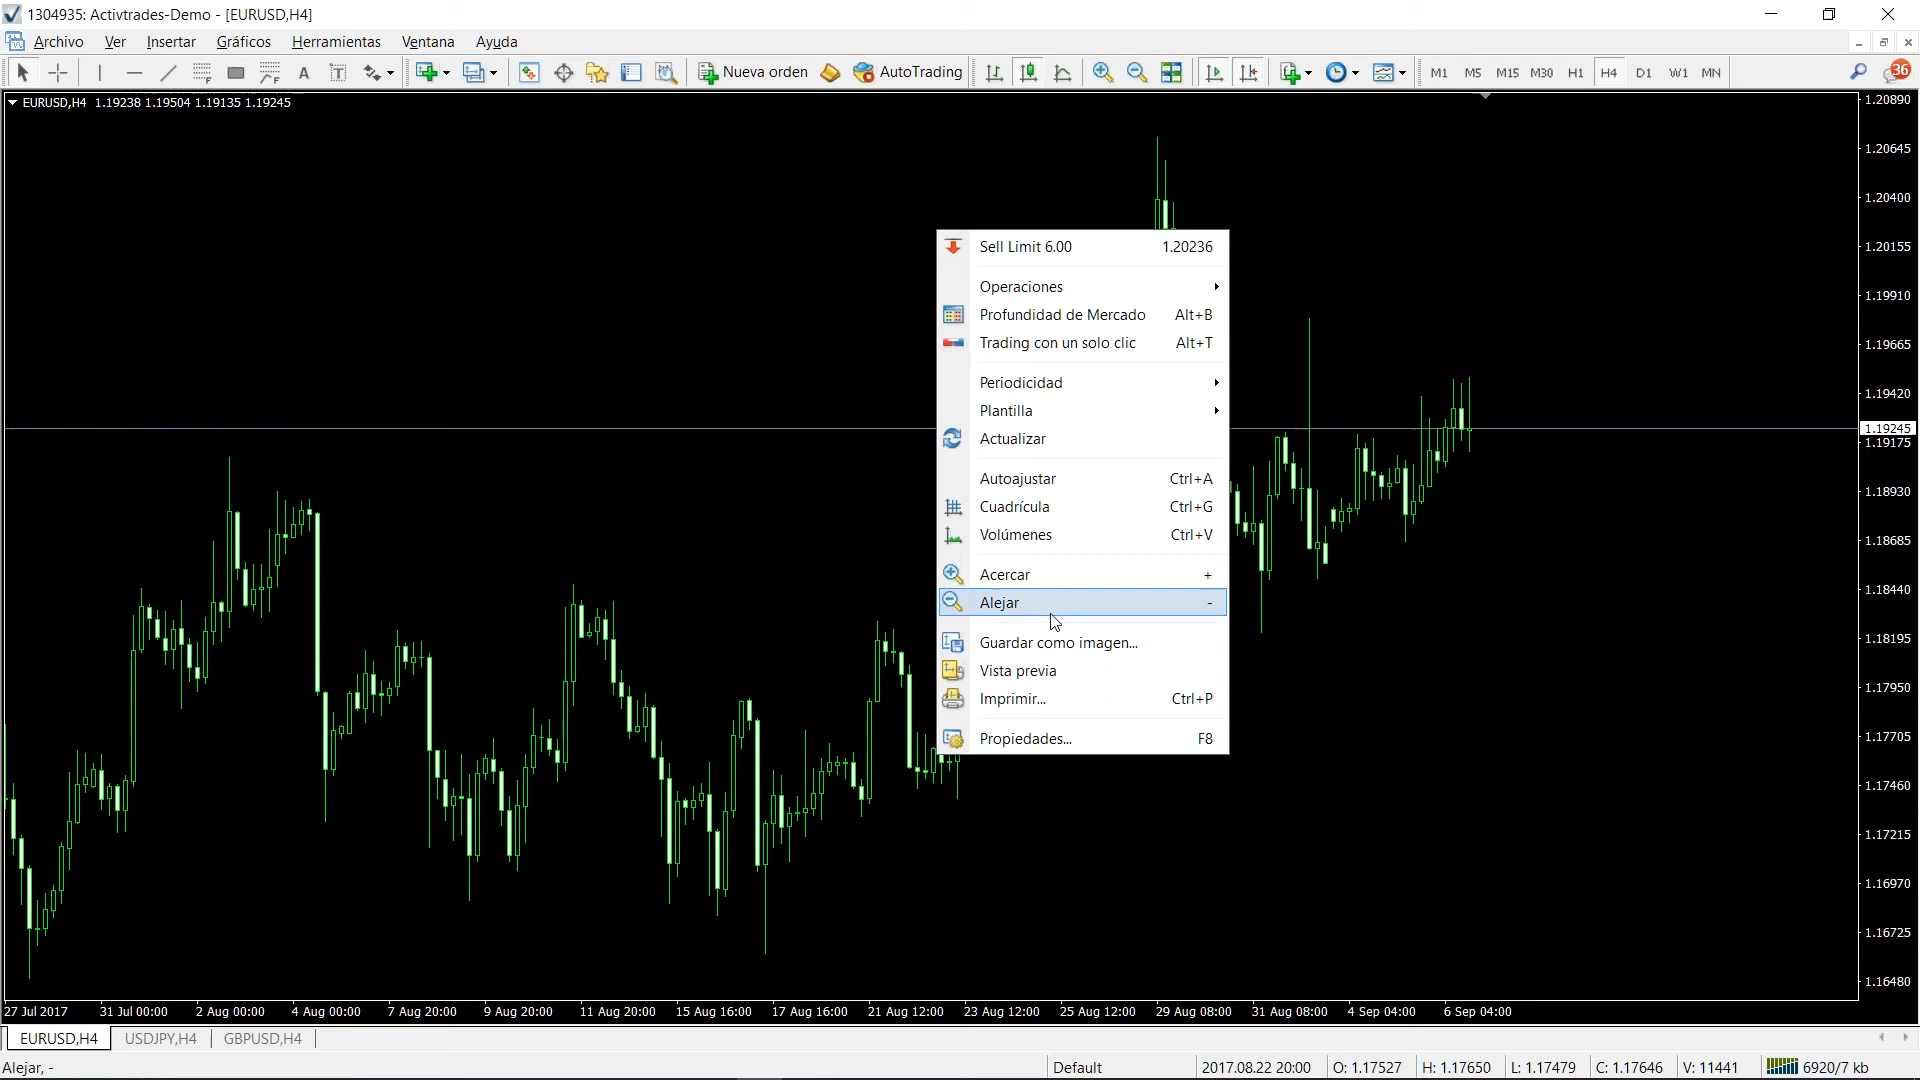 1304935: Activtrades-Demo - [EURUSD,H4]
Archivo Ver Insertar Gráficos Herramientas Ventana Ayuda
A T Nueva orden AutoTrading M1 M5 M15 M30 H1 H4 D1 W1 MN 36
EURUSD,H4 1.19238 1.19504 1.19135 1.19245
1.20890
1.20645
1.20400
1.20155
1.19910
1.19665
1.19420
1.19245
1.19175
1.18930
1.18685
1.18440
1.18195
1.17950
1.17705
1.17460
1.17215
1.16970
1.16725
1.16480
Sell Limit 6.00 1.20236
Operaciones
Profundidad de Mercado Alt+B
Trading con un solo clic Alt+T
Periodicidad
Plantilla
Actualizar
Autoajustar Ctrl+A
Cuadrícula Ctrl+G
Volúmenes Ctrl+V
Acercar +
Alejar -
Guardar como imagen...
Vista previa
Imprimir... Ctrl+P
Propiedades... F8
27 Jul 2017 31 Jul 00:00 2 Aug 00:00 4 Aug 00:00 7 Aug 20:00 9 Aug 20:00 11 Aug 20:00 15 Aug 16:00 17 Aug 16:00 21 Aug 12:00 23 Aug 12:00 25 Aug 12:00 29 Aug 08:00 31 Aug 08:00 4 Sep 04:00 6 Sep 04:00
EURUSD,H4 USDJPY,H4 GBPUSD,H4
Alejar, - Default 2017.08.22 20:00 O: 1.17527 H: 1.17650 L: 1.17479 C: 1.17646 V: 11441 6920/7 kb